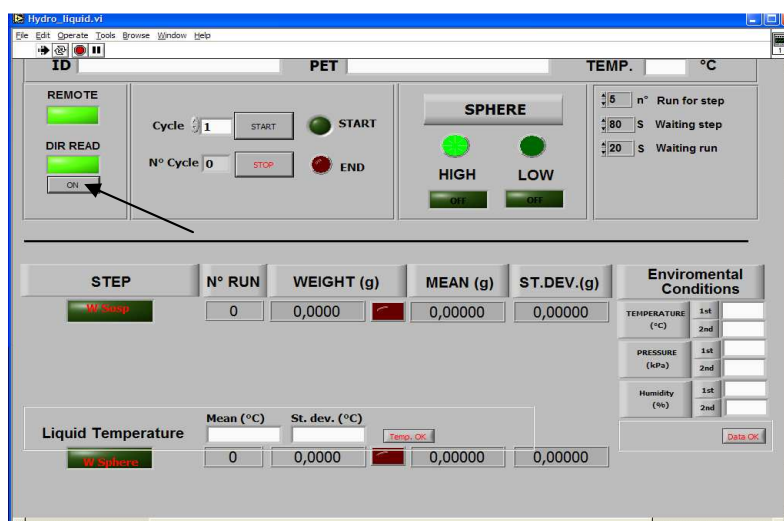 Hydro_liquid.vi
File Edit Operate Tools Browse Window Help
1
ID PET TEMP. °C
REMOTE
DIR READ
ON
Cycle 1 START START
N° Cycle 0 STOP END
SPHERE
HIGH LOW
OFF OFF
5 n° Run for step
80 S Waiting step
20 S Waiting run
STEP N° RUN WEIGHT (g) MEAN (g) ST.DEV.(g)
W Susp 0 0,0000 0,00000 0,00000
Enviromental
Conditions
TEMPERATURE
(°C)
1st
2nd
PRESSURE
(kPa)
1st
2nd
Humidity
(%)
1st
2nd
Data OK
Mean (°C) St. dev. (°C)
Liquid Temperature Temp. OK
W Sphere 0 0,0000 0,00000 0,00000